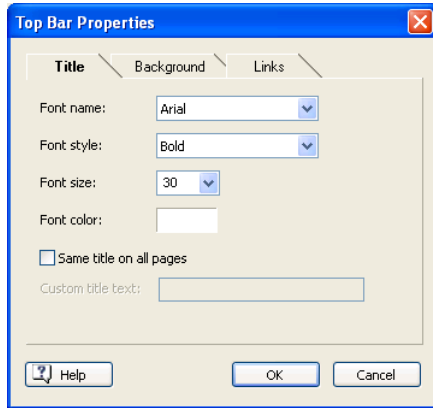 Top Bar Properties
Title Background Links
Font name: Arial
Font style: Bold
Font size: 30
Font color:
Same title on all pages
Custom title text:
Help OK Cancel